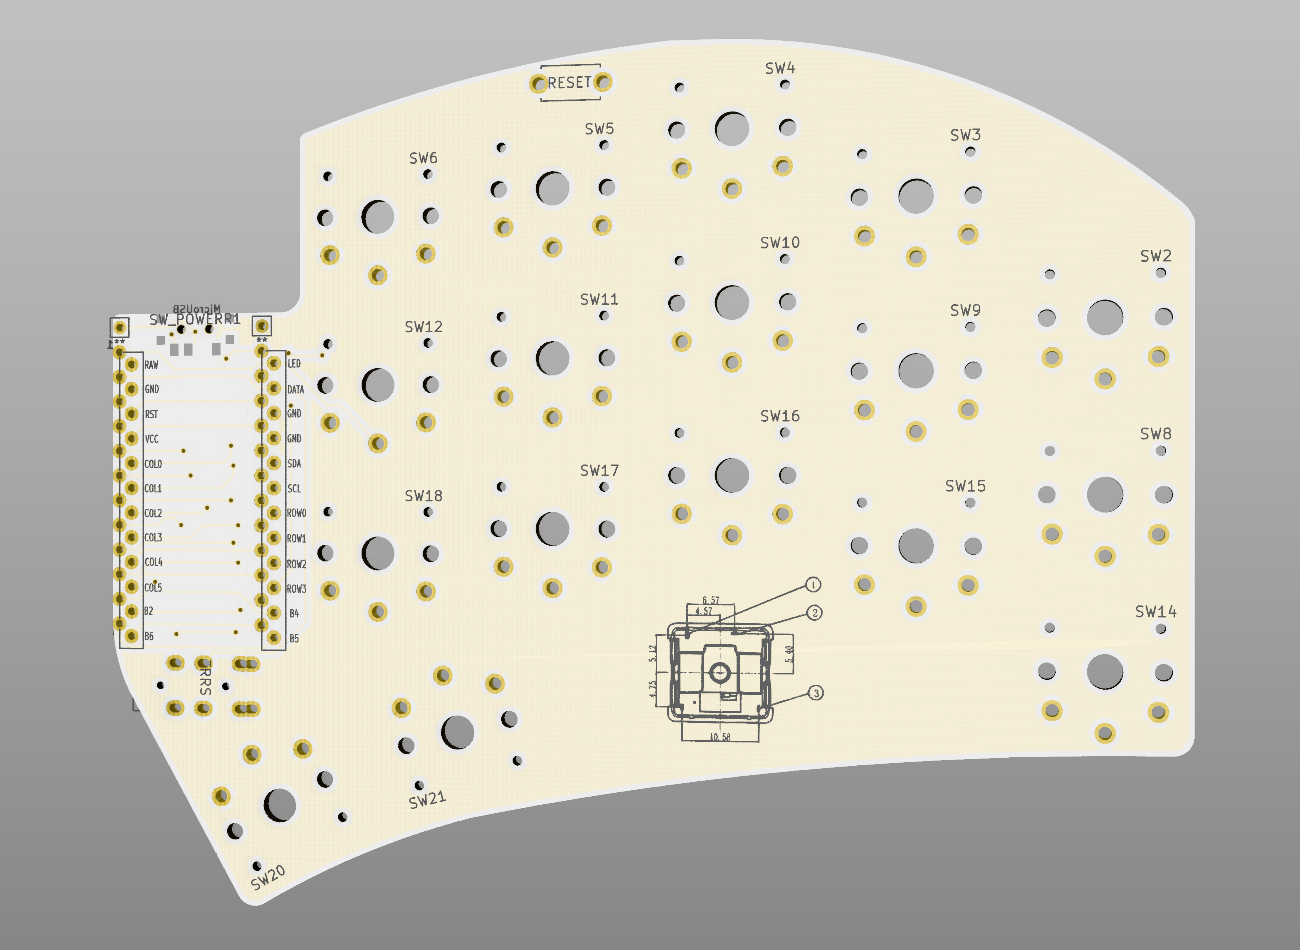 SW4
RESET
SW5
SW3
SW6
SW10
SW2
SW11
MicroUSB
SW_POWERR1
SW9
SW12
**
**
1
RAW
LED
GND
DATA
RST
GND
VCC
GND
SW16
SW8
COL0
SDA
SW17
COL1
SCL
SW15
SW18
COL2
ROW0
COL3
ROW1
COL4
ROW2
COL5
ROW3
B2
B4
B6
B5
1
6.57
4.57
2
SW14
5.12
5.80
4.75
3
10.58
TRRS
SW21
SW20